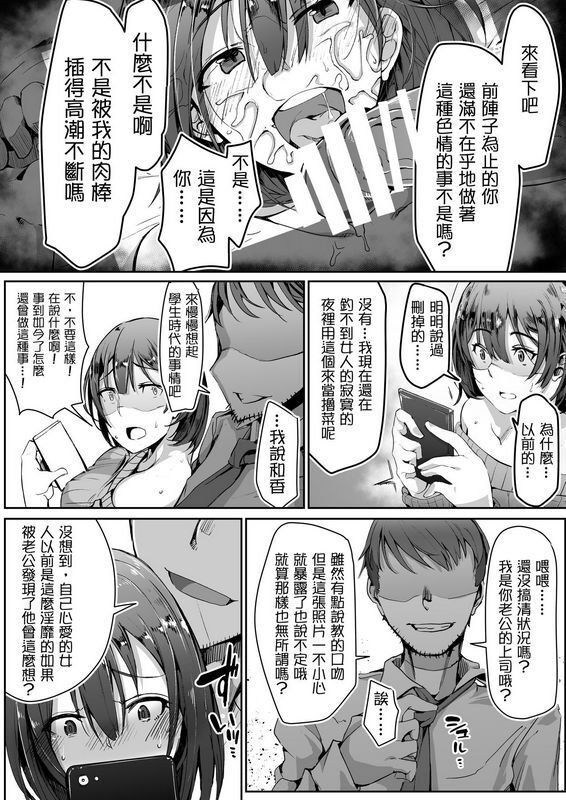 來看下吧
前陣子為止的你
還滿不在乎地做著
這種色情的事不是嗎？
不是……
這是因為
你……
什麼不是啊
不是被我的肉棒
插得高潮不斷嗎
為什麼…
以前的…
明明說過
刪掉的……
沒有…我現在還在
釣不到女人的寂寞的
夜裡用這個來當擼菜呢
…我說和香
來慢慢想起
學生時代的事情吧
不，不要這樣！
在說什麼啊！
事到如今了怎麼
還曾做這種事…！
喂喂……
還沒搞清狀況嗎？
我是你老公的上司哦？
雖然有點說教的口吻
但是這張照片一不小心
就暴露了也說不定哦
就算那樣也無所謂嗎？
誒……
シュル…
沒想到，自己心愛的女
人以前是這麼淫靡的如果
被老公發現了他曾這麼想？